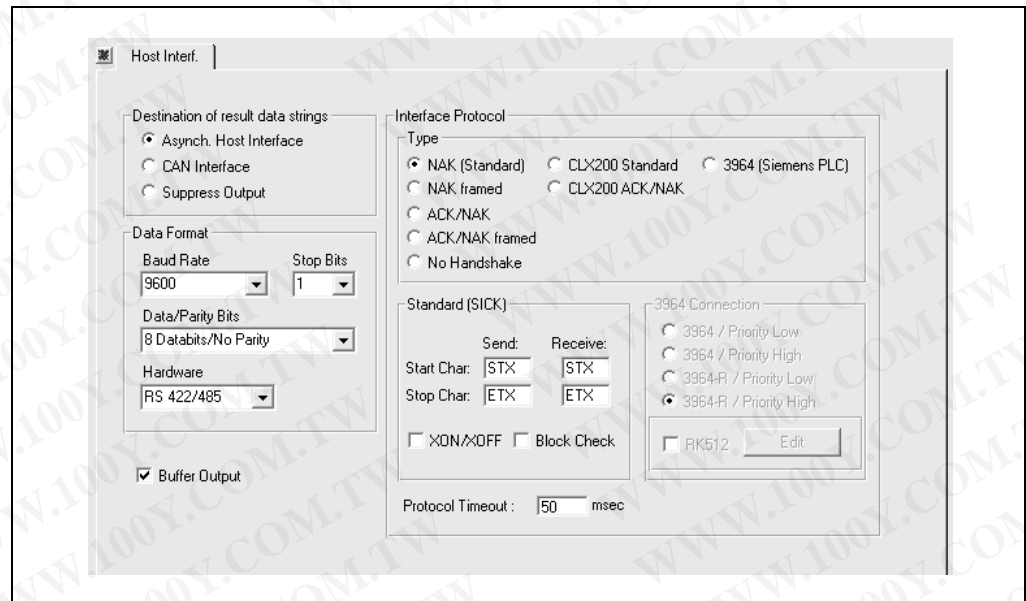 Host Interf.
Destination of result data strings
Asynch. Host Interface
CAN Interface
Suppress Output
Data Format
Baud Rate Stop Bits
9600 1
Data/Parity Bits
8 Databits/No Parity
Hardware
RS 422/485
Buffer Output
Interface Protocol
Type
NAK (Standard) CLX200 Standard 3964 (Siemens PLC)
NAK framed CLX200 ACK/NAK
ACK/NAK
ACK/NAK framed
No Handshake
Standard (SICK)
Send: Receive:
Start Char: STX STX
Stop Char: ETX ETX
XON/XOFF Block Check
3964 Connection
3964 / Priority Low
3964 / Priority High
3964-R / Priority Low
3964-R / Priority High
RK512 Edit
Protocol Timeout : 50 msec
WWW.100Y.COM.TW